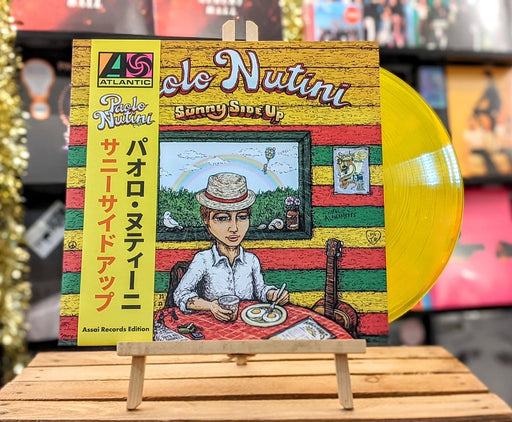 ATLANTIC
Paolo
Nutini
パオロ・ヌティーニ
サニーサイドアップ
Assai Records Edition
olo Nutini
Sunny Side Up